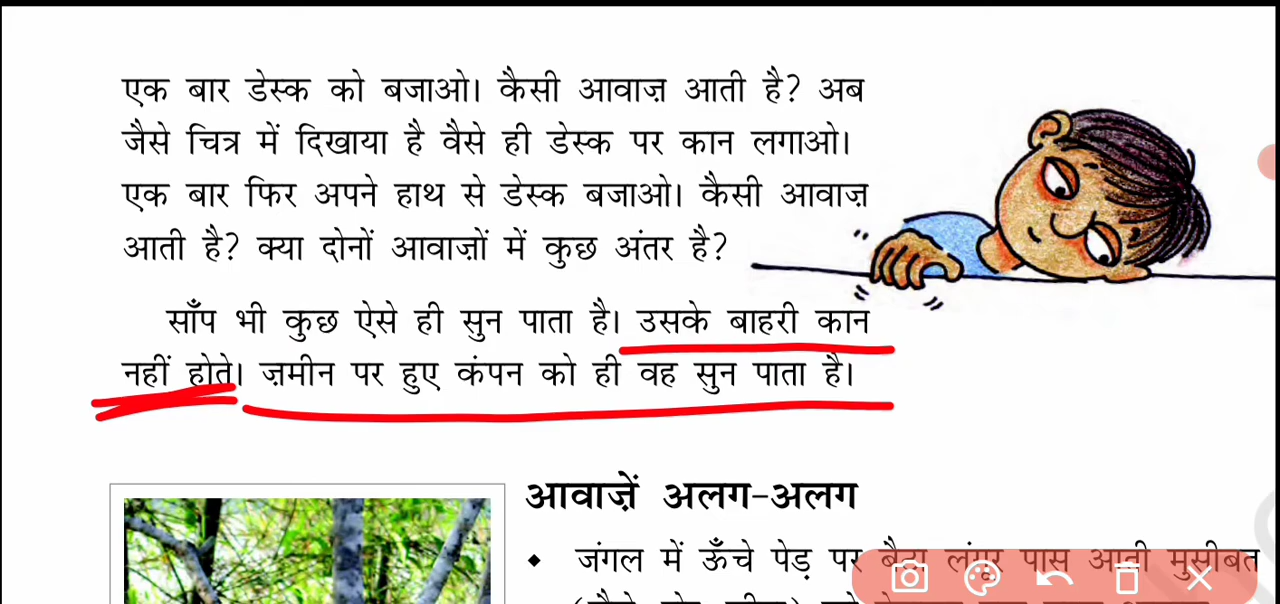 एक बार डेस्क को बजाओ। कैसी आवाज़ आती है? अब
जैसे चित्र में दिखाया है वैसे ही डेस्क पर कान लगाओ।
एक बार फिर अपने हाथ से डेस्क बजाओ। कैसी आवाज़
आती है? क्या दोनों आवाज़ों में कुछ अंतर है?
साँप भी कुछ ऐसे ही सुन पाता है। उसके बाहरी कान
नहीं होते। ज़मीन पर हुए कंपन को ही वह सुन पाता है।
आवाज़ें अलग-अलग
♦ जंगल में ऊँचे पेड़ पर बैठा लंगूर पास आती मुसीबत